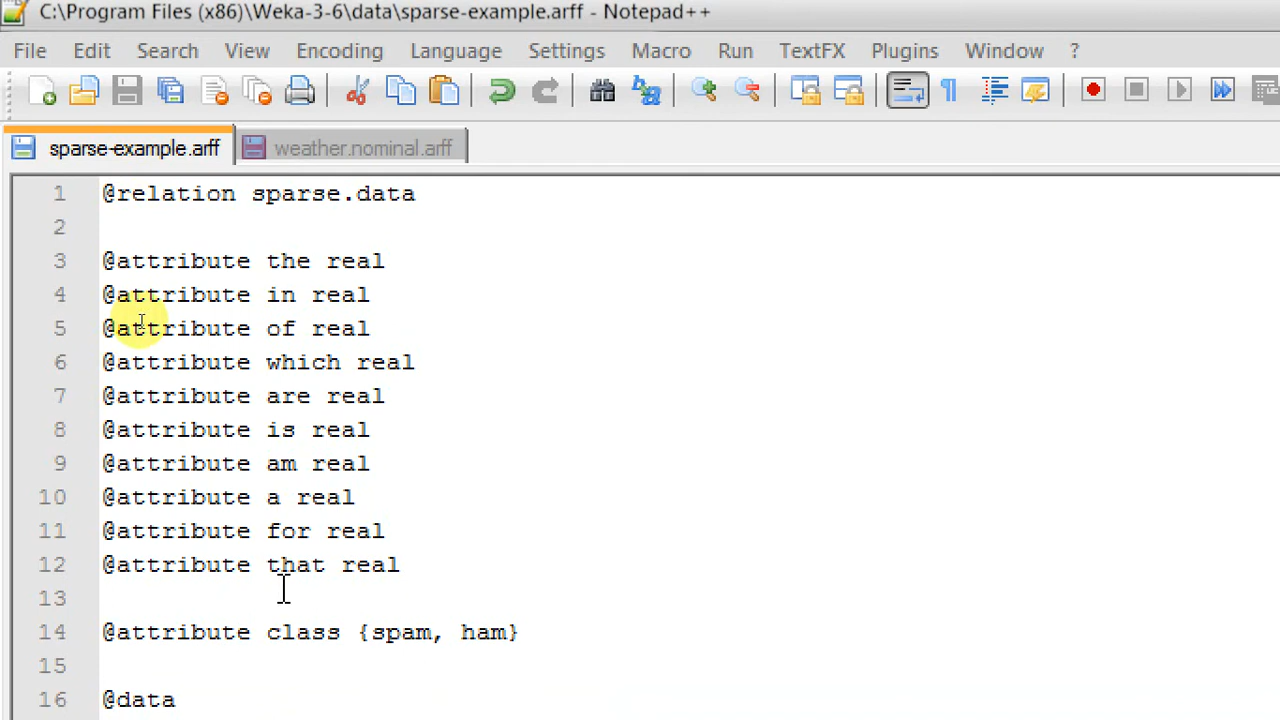 C:\Program Files (x86)\Weka-3-6\data\sparse-example.arff - Notepad++
File Edit Search View Encoding Language Settings Macro Run TextFX Plugins Window ?
sparse-example.arff weather.nominal.arff
1 @relation sparse.data
2
3 @attribute the real
4 @attribute in real
5 @attribute of real
6 @attribute which real
7 @attribute are real
8 @attribute is real
9 @attribute am real
10 @attribute a real
11 @attribute for real
12 @attribute that real
13
14 @attribute class {spam, ham}
15
16 @data